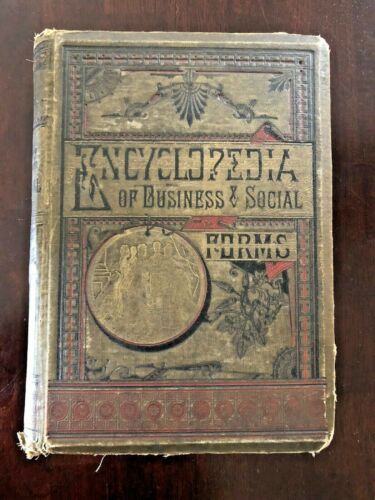 ENCYCLOPEDIA
OF BUSINESS & SOCIAL
FORMS